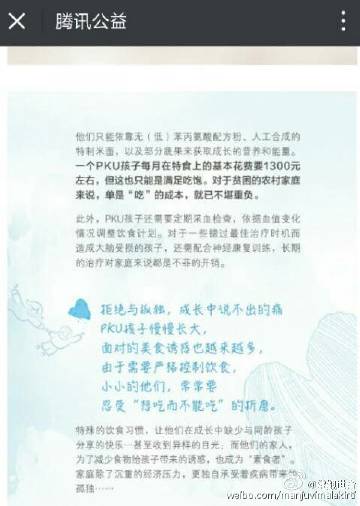 腾讯公益
他们只能依靠无（低）苯丙氨酸配方粉、人工合成的
特制米面，以及部分蔬果来获取成长的营养和能量。
一个PKU孩子每月在特食上的基本花费要1300元
左右，但这也只能是满足吃饱。对于贫困的农村家庭
来说，单是“吃”的成本，就已不堪重负。
此外，PKU孩子还需要定期采血检查，依据血值变化
情况调整饮食计划。对于一些错过最佳治疗时机而
造成大脑受损的孩子，还需配合神经康复训练，长期
的治疗对家庭来说都是不菲的开销。
拒绝与孤独，成长中说不出的痛
PKU孩子慢慢长大，
面对的美食诱惑也越来越多，
由于需要严格控制饮食，
小小的他们，常常要
忍受“想吃而不能吃”的折磨。
特殊的饮食习惯，让他们在成长中缺少与同龄孩子
分享的快乐…甚至收到异样的目光；而他们的家人，
为了减少食物给孩子带来的诱惑，也成为“素食者”。
家庭除了沉重的经济压力，更独自承受着疾病带来的
孤独……
weibo.com/manjuvimalakirti